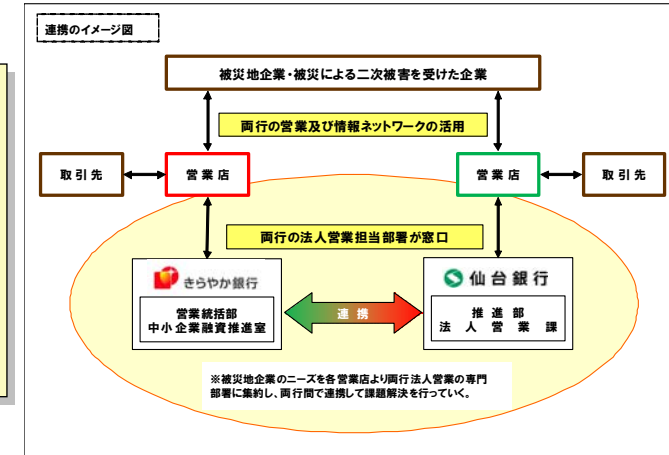 連携のイメージ図
被災地企業・被災による二次被害を受けた企業
両行の営業及び情報ネットワークの活用
取引先
営業店
営業店
取引先
両行の法人営業担当部署が窓口
きらやか銀行
営業統括部
中小企業融資推進室
連携
仙台銀行
推進部
法人営業課
※被災地企業のニーズを各営業店より両行法人営業の専門
部署に集約し、両行間で連携して課題解決を行っていく。